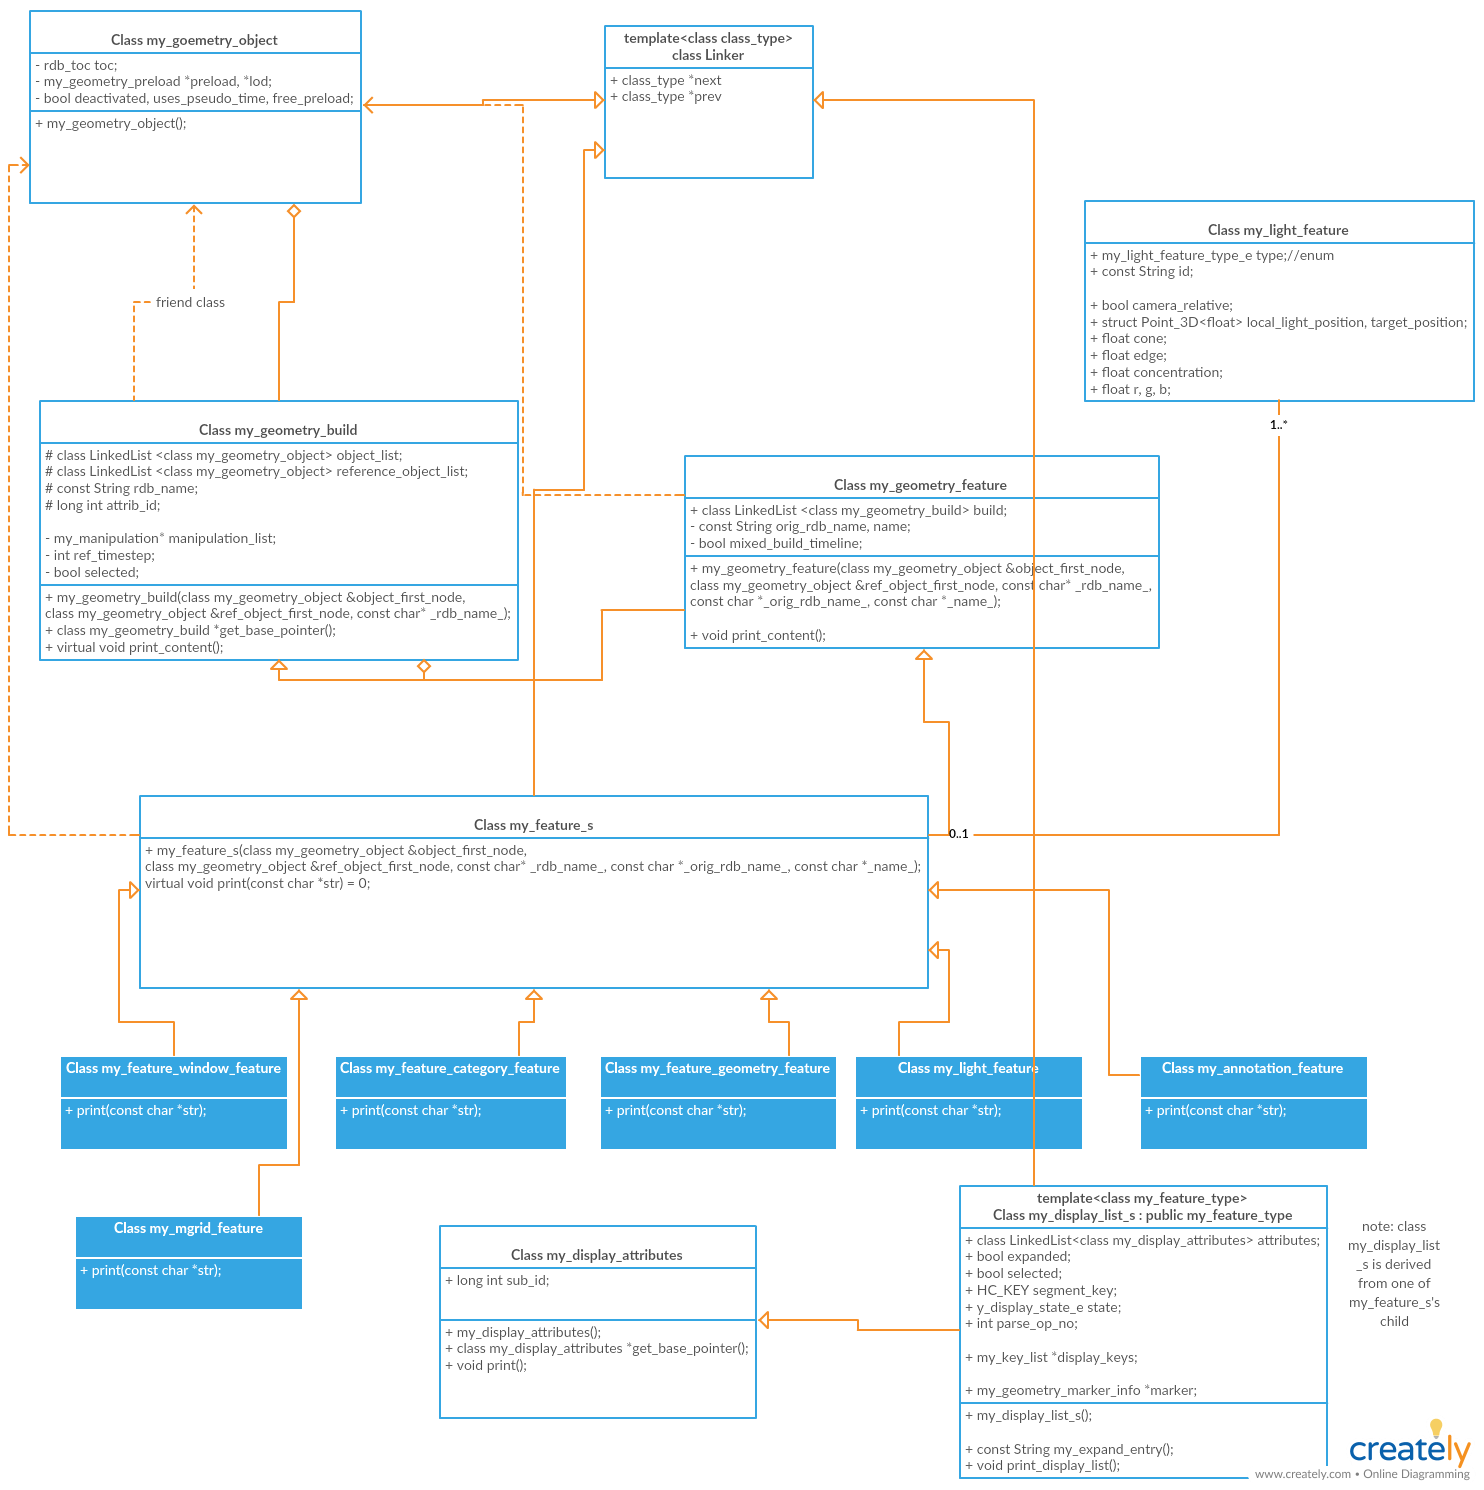 Class my_goemetry_object
- rdb_toc toc;
- my_geometry_preload *preload, *lod;
- bool deactivated, uses_pseudo_time, free_preload;
+ my_geometry_object();
template<class class_type>
class Linker
+ class_type *next
+ class_type *prev
Class my_light_feature
+ my_light_feature_type_e type;//enum
+ const String id;
+ bool camera_relative;
+ struct Point_3D<float> local_light_position, target_position;
+ float cone;
+ float edge;
+ float concentration;
+ float r, g, b;
1..*
friend class
Class my_geometry_build
# class LinkedList <class my_geometry_object> object_list;
# class LinkedList <class my_geometry_object> reference_object_list;
# const String rdb_name;
# long int attrib_id;
- my_manipulation* manipulation_list;
- int ref_timestep;
- bool selected;
+ my_geometry_build(class my_geometry_object &object_first_node,
class my_geometry_object &ref_object_first_node, const char* _rdb_name_);
+ class my_geometry_build *get_base_pointer();
+ virtual void print_content();
Class my_geometry_feature
+ class LinkedList <class my_geometry_build> build;
- const String orig_rdb_name, name;
- bool mixed_build_timeline;
+ my_geometry_feature(class my_geometry_object &object_first_node,
class my_geometry_object &ref_object_first_node, const char* _rdb_name_,
const char *_orig_rdb_name_, const char *_name_);
+ void print_content();
Class my_feature_s
+ my_feature_s(class my_geometry_object &object_first_node,
class my_geometry_object &ref_object_first_node, const char* _rdb_name_, const char *_orig_rdb_name_, const char *_name_);
virtual void print(const char *str) = 0;
0..1
Class my_feature_window_feature
+ print(const char *str);
Class my_feature_category_feature
+ print(const char *str);
Class my_feature_geometry_feature
+ print(const char *str);
Class my_light_feature
+ print(const char *str);
Class my_annotation_feature
+ print(const char *str);
Class my_mgrid_feature
+ print(const char *str);
Class my_display_attributes
+ long int sub_id;
+ my_display_attributes();
+ class my_display_attributes *get_base_pointer();
+ void print();
template<class my_feature_type>
Class my_display_list_s : public my_feature_type
+ class LinkedList<class my_display_attributes> attributes;
+ bool expanded;
+ bool selected;
+ HC_KEY segment_key;
+ y_display_state_e state;
+ int parse_op_no;
+ my_key_list *display_keys;
+ my_geometry_marker_info *marker;
+ my_display_list_s();
+ const String my_expand_entry();
+ void print_display_list();
note: class
my_display_list
_s is derived
from one of
my_feature_s's
child
creately
www.creately.com • Online Diagramming